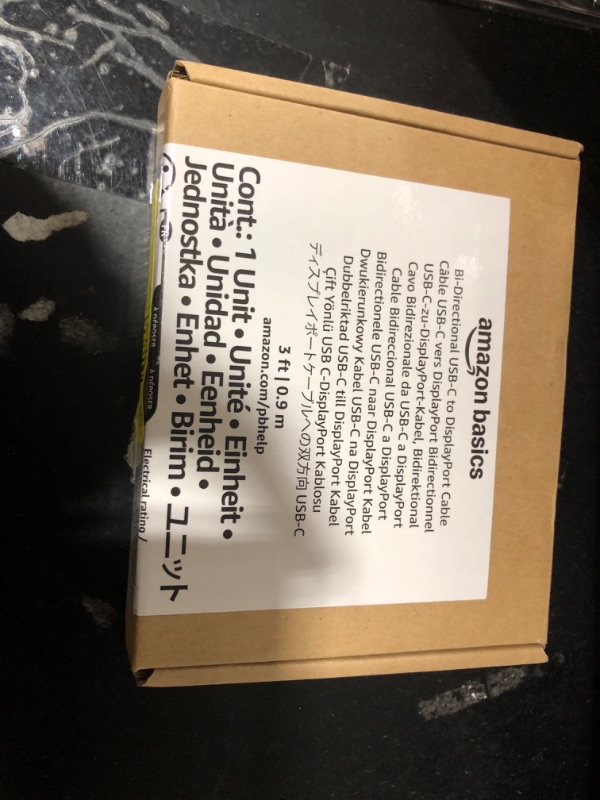 amazon basics
Bi-Directional USB-C to DisplayPort Cable
Câble USB-C vers DisplayPort Bidirectionnel
USB-C-zu-DisplayPort-Kabel, Bidirektional
Cavo Bidirezionale da USB-C a DisplayPort
Cable Bidireccional USB-C a DisplayPort
Bidirectionele USB-C naar DisplayPort Kabel
Dwukierunkowy Kabel USB-C na DisplayPort
Dubbelriktad USB-C till DisplayPort Kabel
Çift Yönlü USB C-DisplayPort Kablosu
ディスプレイポートケーブルへの双方向 USB-C
3 ft | 0.9 m
amazon.com/pbhelp
Cont.: 1 Unit • Unité • Einheit •
Unità • Unidad • Eenheid •
Jednostka • Enhet • Birim • ユニット
FR
À DÉPOSER
À DÉPOSER
Electrical rating /